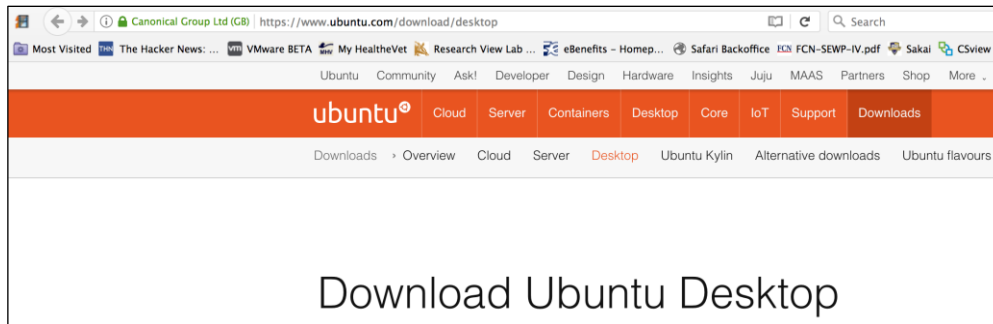 Canonical Group Ltd (GB) https://www.ubuntu.com/download/desktop Search
Most Visited THN The Hacker News: ... vm VMware BETA My HealtheVet Research View Lab ... eBenefits – Homep... Safari Backoffice FCN FCN-SEWP-IV.pdf Sakai CSview
Ubuntu Community Ask! Developer Design Hardware Insights Juju MAAS Partners Shop More
ubuntu Cloud Server Containers Desktop Core IoT Support Downloads
Downloads › Overview Cloud Server Desktop Ubuntu Kylin Alternative downloads Ubuntu flavours
Download Ubuntu Desktop